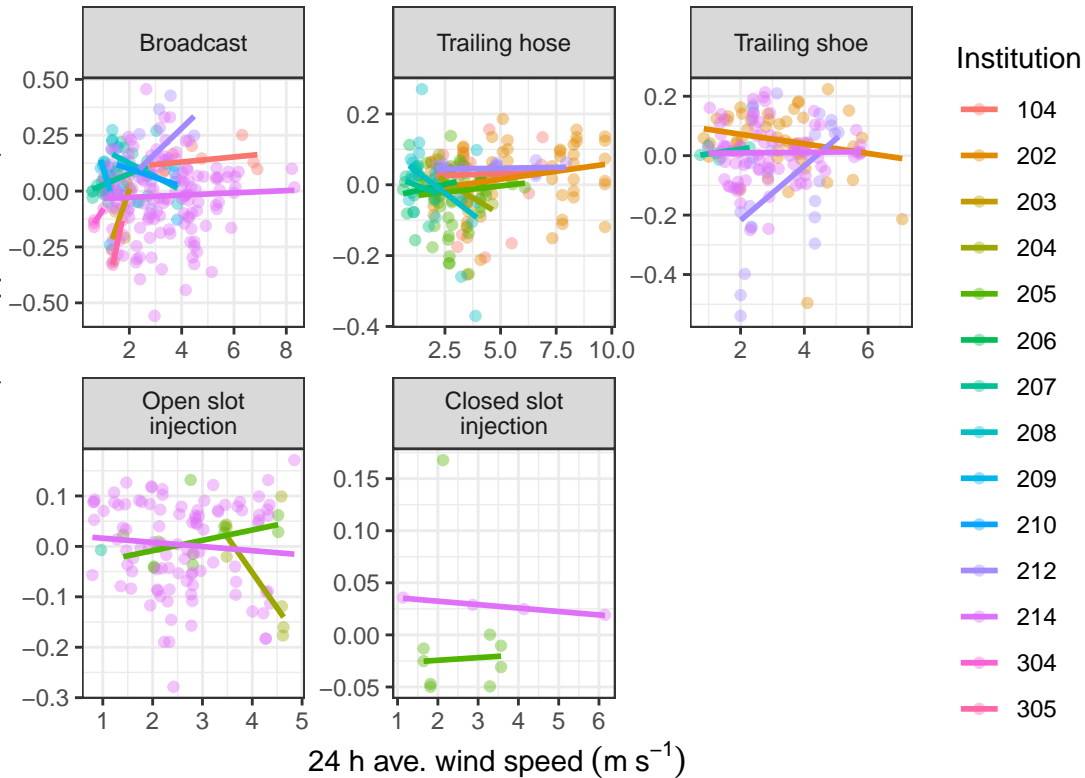 Broadcast
Trailing hose
Trailing shoe
0.50
0.25
0.00
−0.25
−0.50
2 4 6 8
0.2
0.0
−0.2
−0.4
2.5 5.0 7.5 10.0
0.2
0.0
−0.2
−0.4
2 4 6
Open slot
injection
Closed slot
injection
0.1
0.0
−0.1
−0.2
−0.3
1 2 3 4 5
0.15
0.10
0.05
0.00
−0.05
1 2 3 4 5 6
24 h ave. wind speed (m s⁻¹)
Institution
104
202
203
204
205
206
207
208
209
210
212
214
304
305